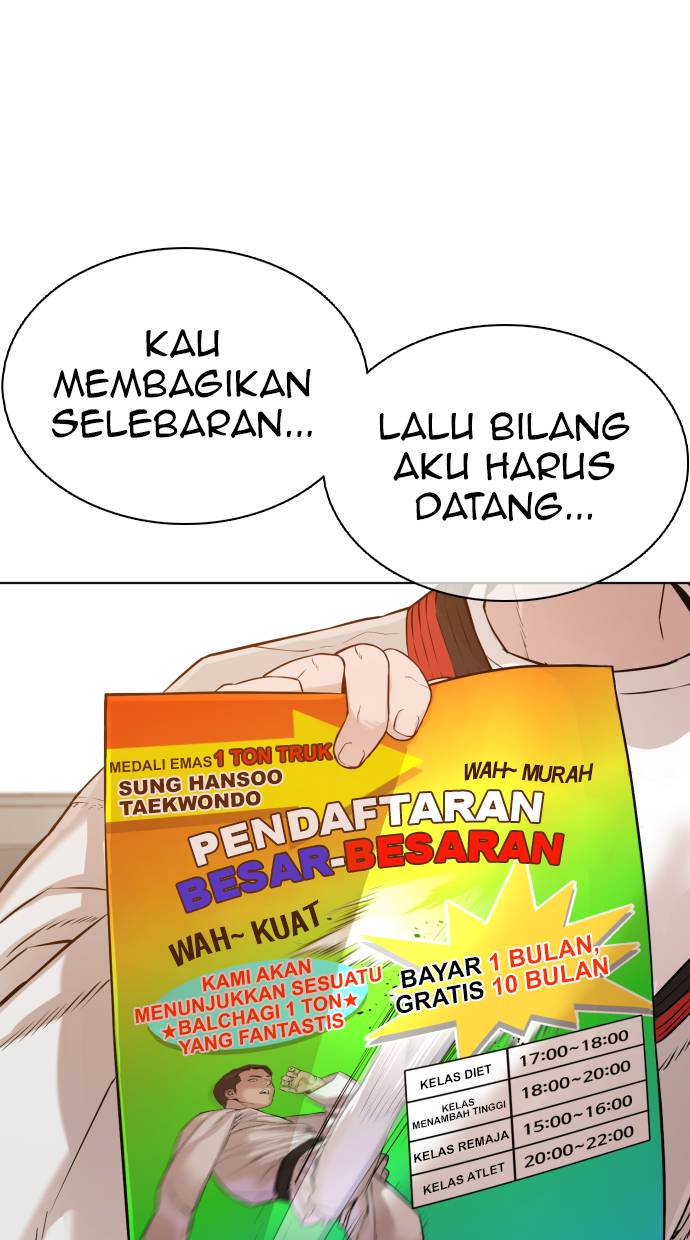 KAU
MEMBAGIKAN
SELEBARAN...
LALU BILANG
AKU HARUS
DATANG...
MEDALI EMAS 1 TON TRUK
SUNG HANSOO
TAEKWONDO
WAH~ MURAH
PENDAFTARAN
BESAR-BESARAN
WAH~ KUAT
KAMI AKAN
MENUNJUKKAN SESUATU
★BALCHAGI 1 TON★
YANG FANTASTIS
BAYAR 1 BULAN,
GRATIS 10 BULAN
KELAS DIET 17:00~18:00
KELAS
MENAMBAH TINGGI 18:00~20:00
KELAS REMAJA 15:00~16:00
KELAS ATLET 20:00~22:00